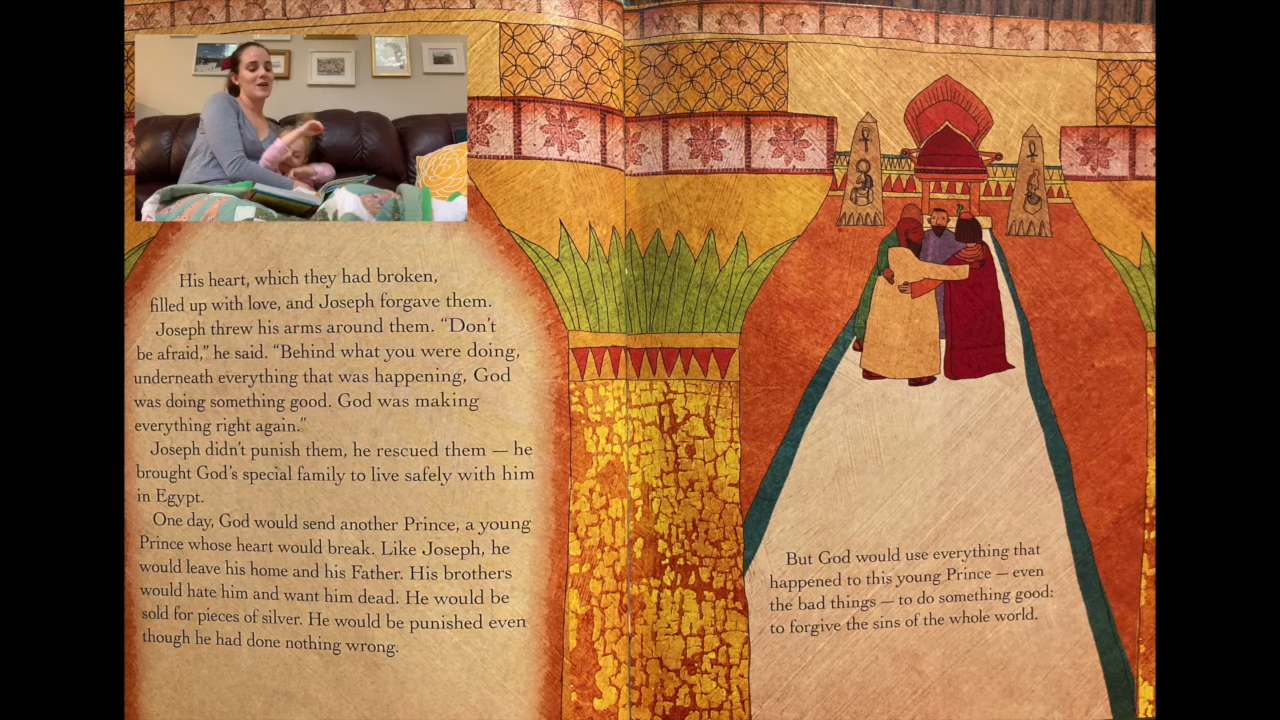 His heart, which they had broken,
filled up with love, and Joseph forgave them.
Joseph threw his arms around them. “Don’t
be afraid,” he said. “Behind what you were doing,
underneath everything that was happening, God
was doing something good. God was making
everything right again.”
Joseph didn’t punish them, he rescued them — he
brought God’s special family to live safely with him
in Egypt.
One day, God would send another Prince, a young
Prince whose heart would break. Like Joseph, he
would leave his home and his Father. His brothers
would hate him and want him dead. He would be
sold for pieces of silver. He would be punished even
though he had done nothing wrong.
But God would use everything that
happened to this young Prince — even
the bad things — to do something good:
to forgive the sins of the whole world.